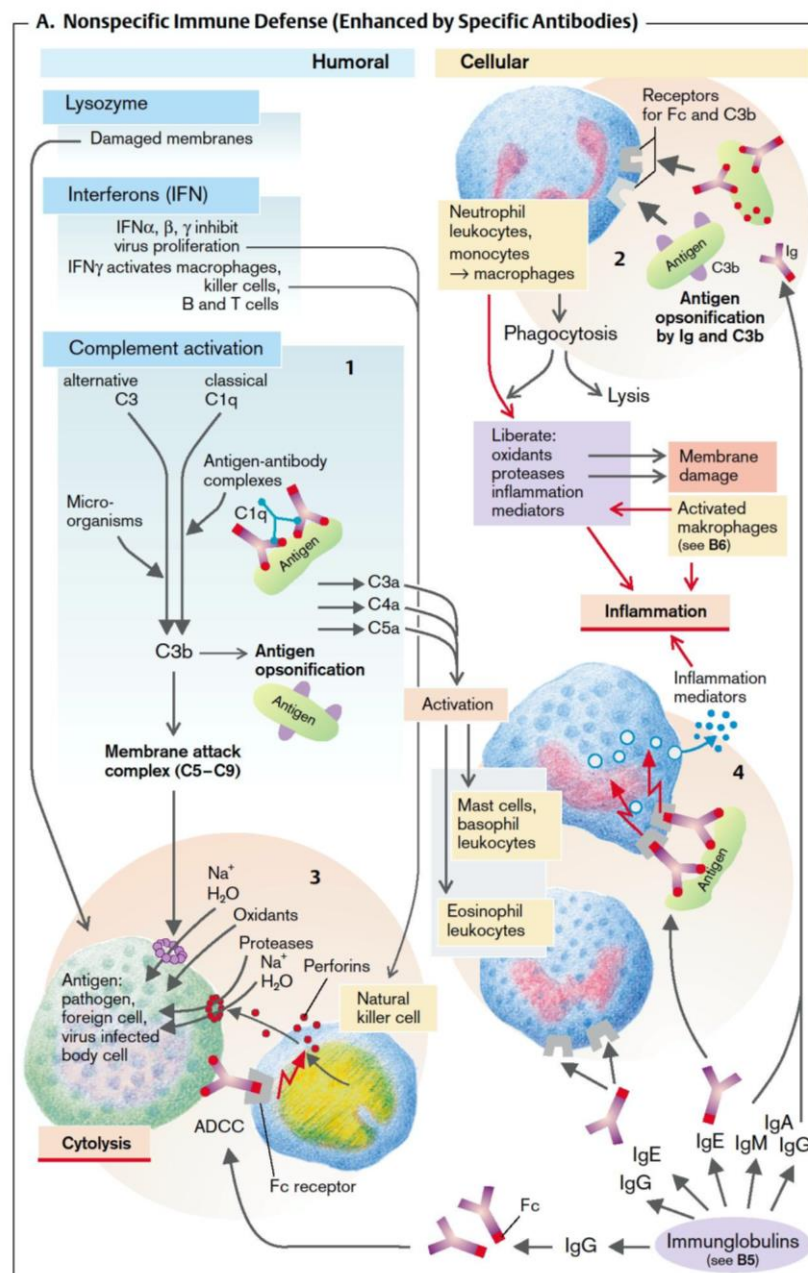 A. Nonspecific Immune Defense (Enhanced by Specific Antibodies)
Humoral
Lysozyme
Damaged membranes
Interferons (IFN)
IFNα, β, γ inhibit
virus proliferation
IFNγ activates macrophages,
killer cells,
B and T cells
Complement activation
1
alternative
C3
classical
C1q
Antigen-antibody
complexes
Micro-
organisms
C1q
Antigen
C3a
C4a
C5a
C3b
Antigen
opsonification
Antigen
Membrane attack
complex (C5–C9)
Cellular
Receptors
for Fc and C3b
Neutrophil
leukocytes,
monocytes
→ macrophages
2
Antigen
C3b
Ig
Antigen
opsonification
by Ig and C3b
Phagocytosis
Lysis
Liberate:
oxidants
proteases
inflammation
mediators
Membrane
damage
Activated
makrophages
(see B6)
Inflammation
Inflammation
mediators
Activation
4
Mast cells,
basophil
leukocytes
Antigen
Eosinophil
leukocytes
3
Na+
H2O
Oxidants
Proteases
Na+
H2O
Perforins
Antigen:
pathogen,
foreign cell,
virus infected
body cell
Natural
killer cell
ADCC
Cytolysis
Fc receptor
IgE
IgG
IgE
IgM
IgA
IgG
Fc
IgG
Immunglobulins
(see B5)